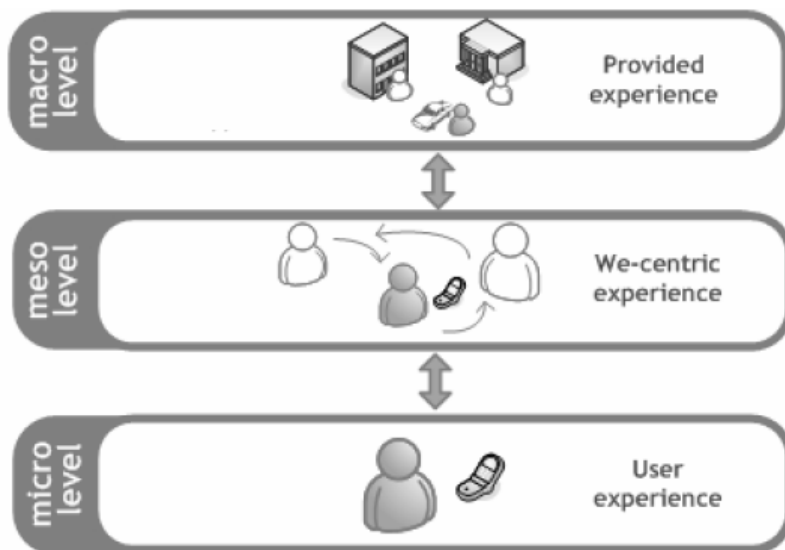 macro
level
Provided
experience
meso
level
We-centric
experience
micro
level
User
experience